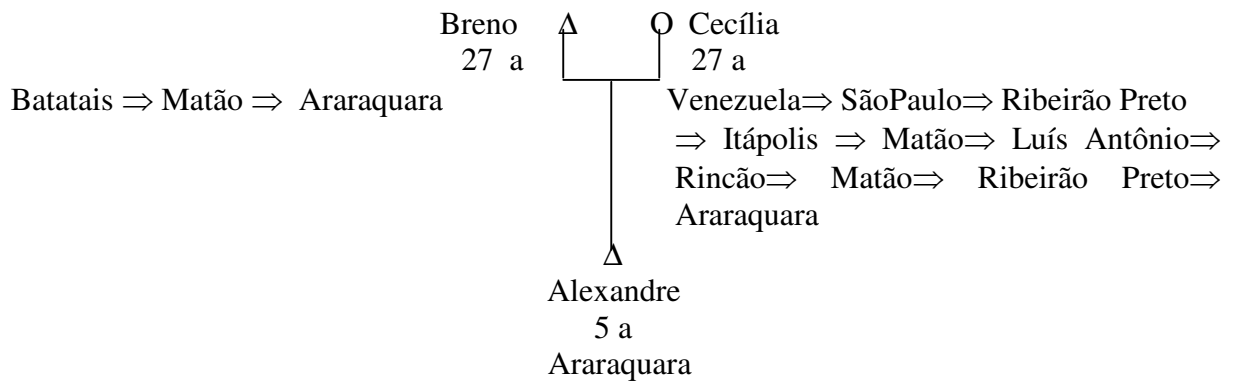 Breno Δ O Cecília
27 a 27 a
Batatais ⇒ Matão ⇒ Araraquara
Venezuela⇒ SãoPaulo⇒ Ribeirão Preto
⇒ Itápolis ⇒ Matão⇒ Luís Antônio⇒
Rincão⇒ Matão⇒ Ribeirão Preto⇒
Araraquara
Δ
Alexandre
5 a
Araraquara